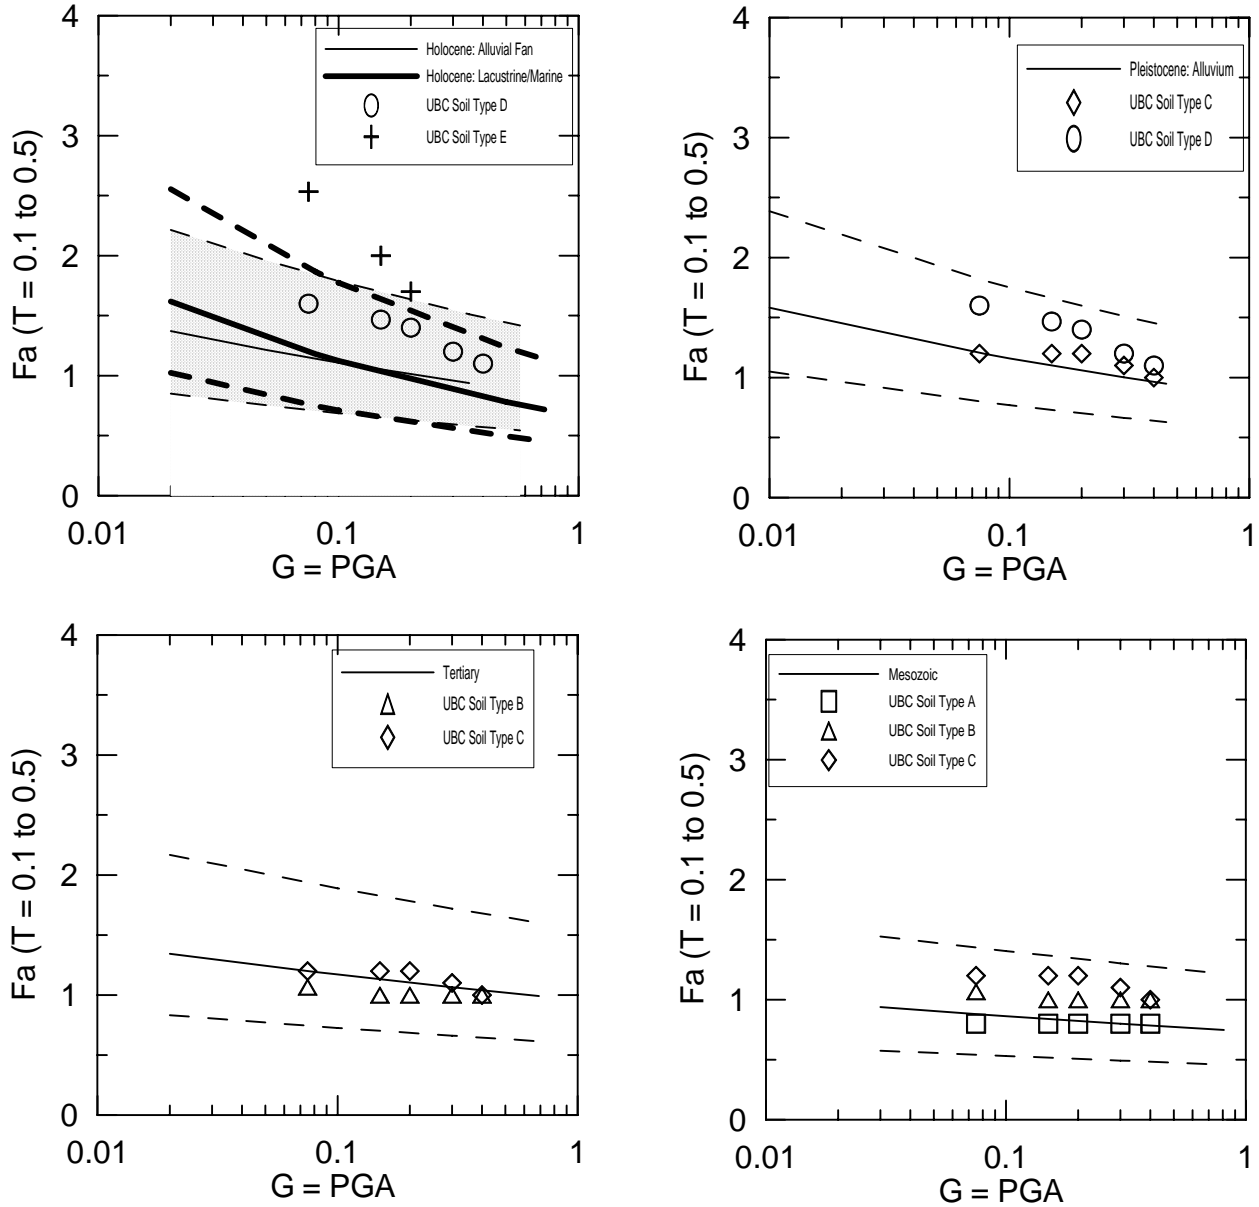 4
3
2
1
0
Fa (T = 0.1 to 0.5)
Holocene: Alluvial Fan
Holocene: Lacustrine/Marine
UBC Soil Type D
UBC Soil Type E
0.01 0.1 1
G = PGA
4
3
2
1
0
Fa (T = 0.1 to 0.5)
Pleistocene: Alluvium
UBC Soil Type C
UBC Soil Type D
0.01 0.1 1
G = PGA
4
3
2
1
0
Fa (T = 0.1 to 0.5)
Tertiary
UBC Soil Type B
UBC Soil Type C
0.01 0.1 1
G = PGA
4
3
2
1
0
Fa (T = 0.1 to 0.5)
Mesozoic
UBC Soil Type A
UBC Soil Type B
UBC Soil Type C
0.01 0.1 1
G = PGA